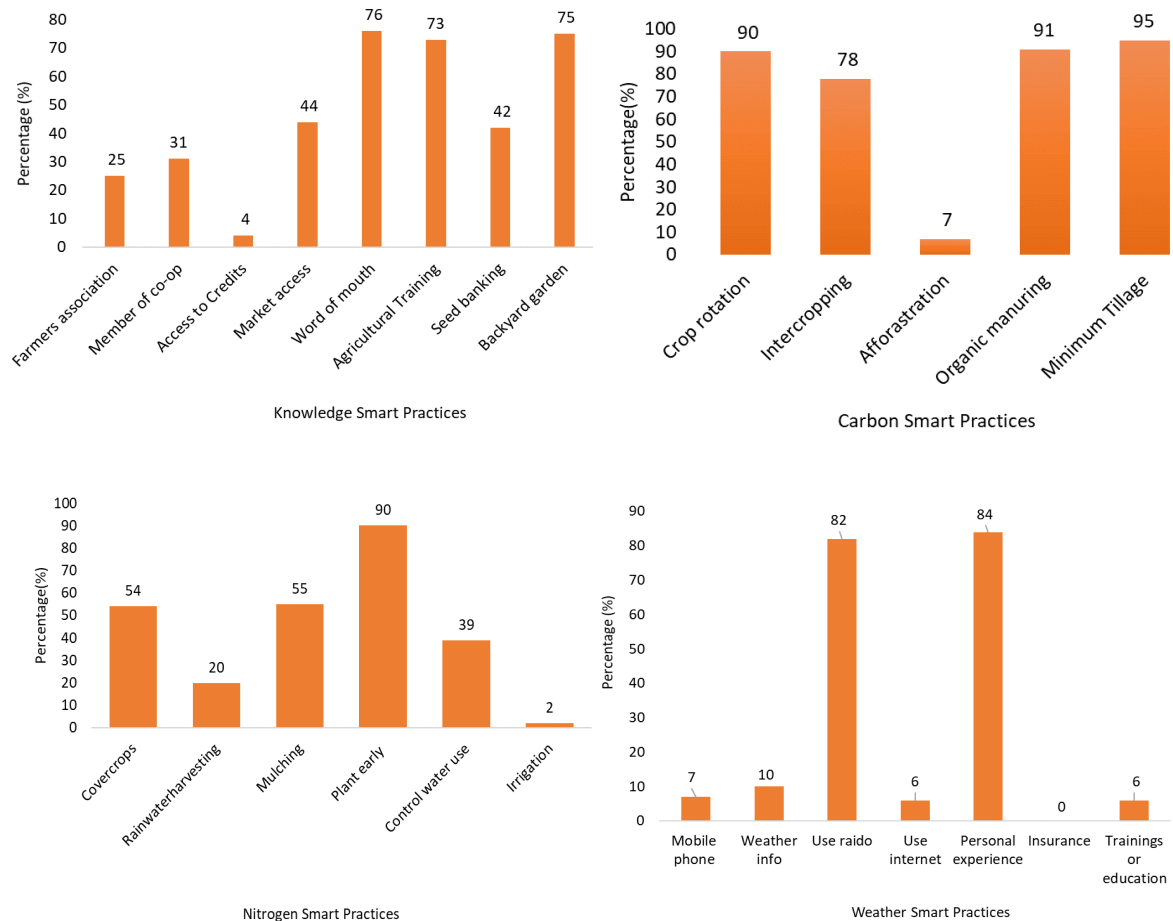 80
70
60
50
40
30
20
10
0
Percentage (%)
25
31
4
44
76
73
42
75
Farmers association
Member of co-op
Access to Credits
Market access
Word of mouth
Agricultural Training
Seed banking
Backyard garden
Knowledge Smart Practices
100
90
80
70
60
50
40
30
20
10
0
Percentage(%)
90
78
7
91
95
Crop rotation
Intercropping
Afforastration
Organic manuring
Minimum Tillage
Carbon Smart Practices
100
90
80
70
60
50
40
30
20
10
0
Percentage(%)
54
20
55
90
39
2
Covercrops
Rainwaterharvesting
Mulching
Plant early
Control water use
Irrigation
Nitrogen Smart Practices
90
80
70
60
50
40
30
20
10
0
Percentage (%)
7
10
82
6
84
0
6
Mobile
phone
Weather
info
Use raido
Use
internet
Personal
experience
Insurance
Trainings
or
education
Weather Smart Practices